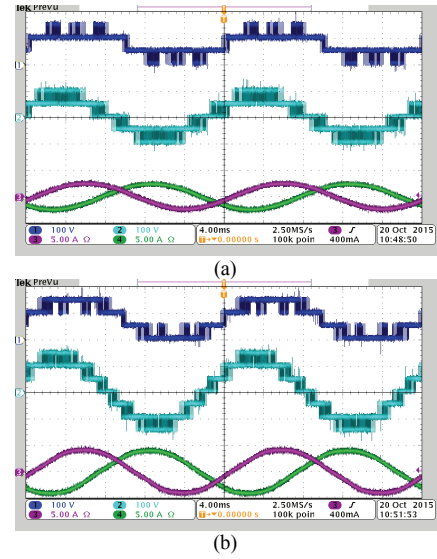 Tek PreVu
T
1
2
3
1 100 V 2 100 V 4.00ms 2.50MS/s 3 ʃ 20 Oct 2015
3 5.00 A Ω 4 5.00 A Ω T→▾0.00000 s 100k poin 400mA 10:48:50
(a)
Tek PreVu
T
1
2
3
1 100 V 2 100 V 4.00ms 2.50MS/s 3 ʃ 20 Oct 2015
3 5.00 A Ω 4 5.00 A Ω T→▾0.00000 s 100k poin 400mA 10:51:53
(b)